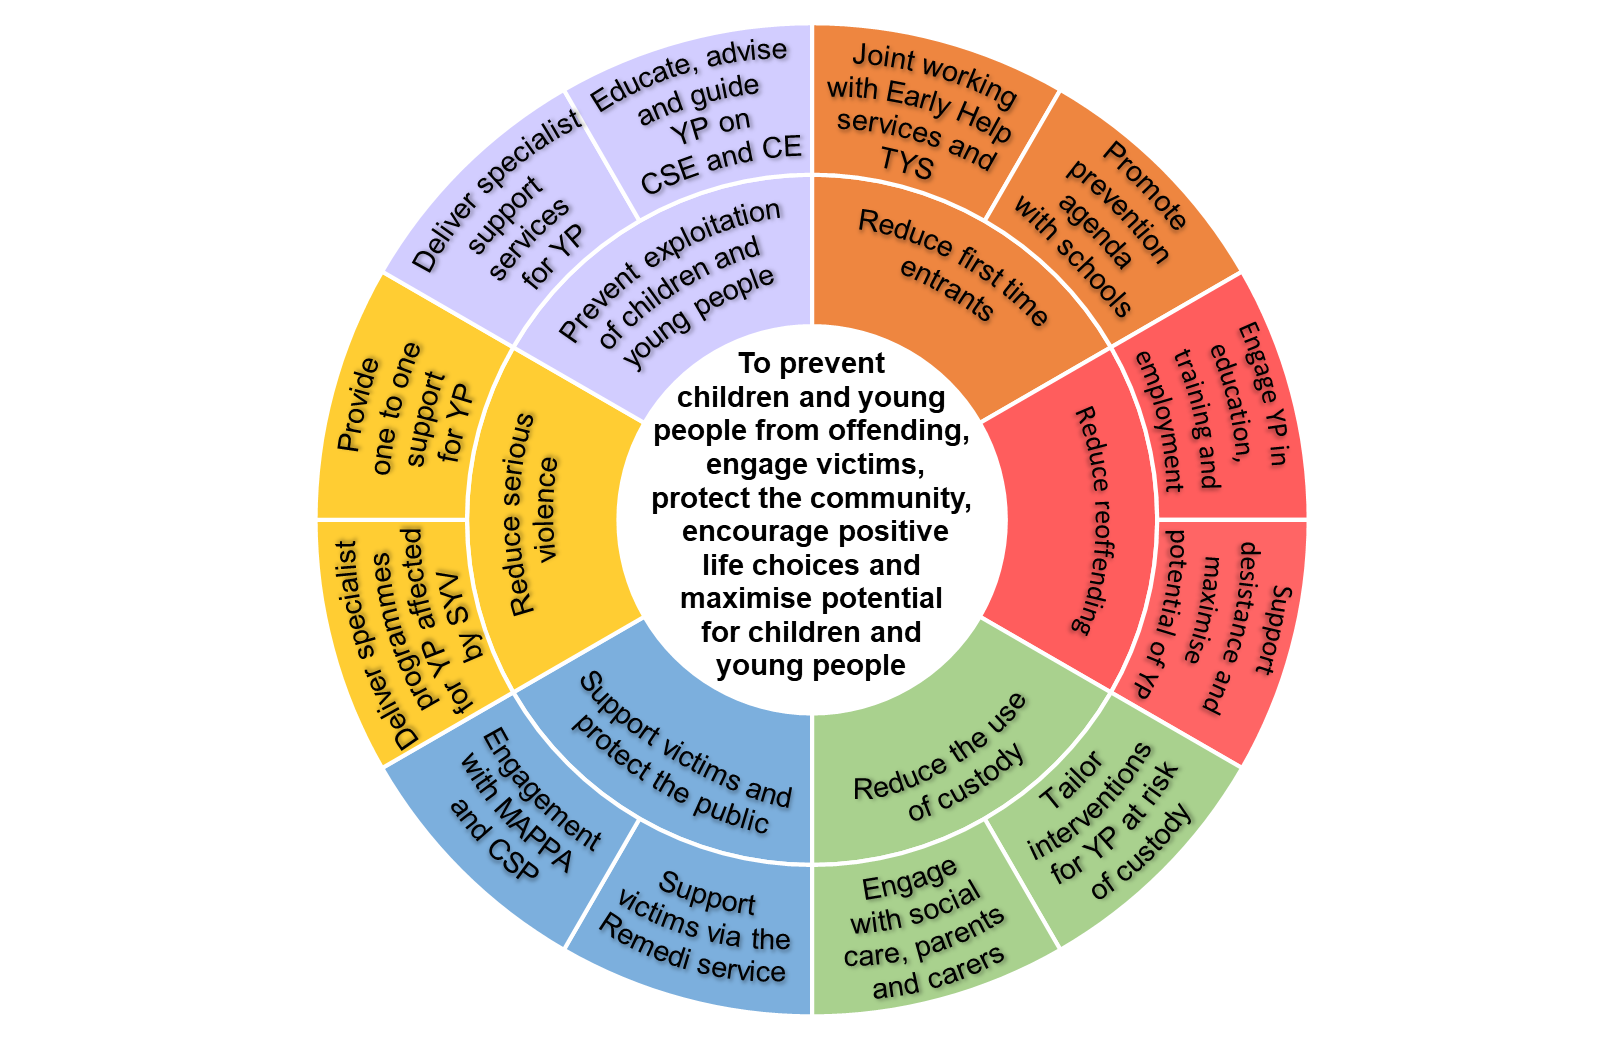 To prevent
children and young
people from offending,
engage victims,
protect the community,
encourage positive
life choices and
maximise potential
for children and
young people
Reduce first time
entrants
Joint working
with Early Help
services and
TYS
Promote
prevention
agenda
with schools
Reduce reoffending
Engage YP in
education,
training and
employment
Support
desistance and
maximise
potential of YP
Reduce the use
of custody
Tailor
interventions
for YP at risk
of custody
Engage
with social
care, parents
and carers
Support victims and
protect the public
Support
victims via the
Remedi service
Engagement
with MAPPA
and CSP
Reduce serious
violence
Deliver specialist
programmes
for YP affected
by SYV
Provide
one to one
support
for YP
Prevent exploitation
of children and
young people
Deliver specialist
support
services
for YP
Educate, advise
and guide
YP on
CSE and CE